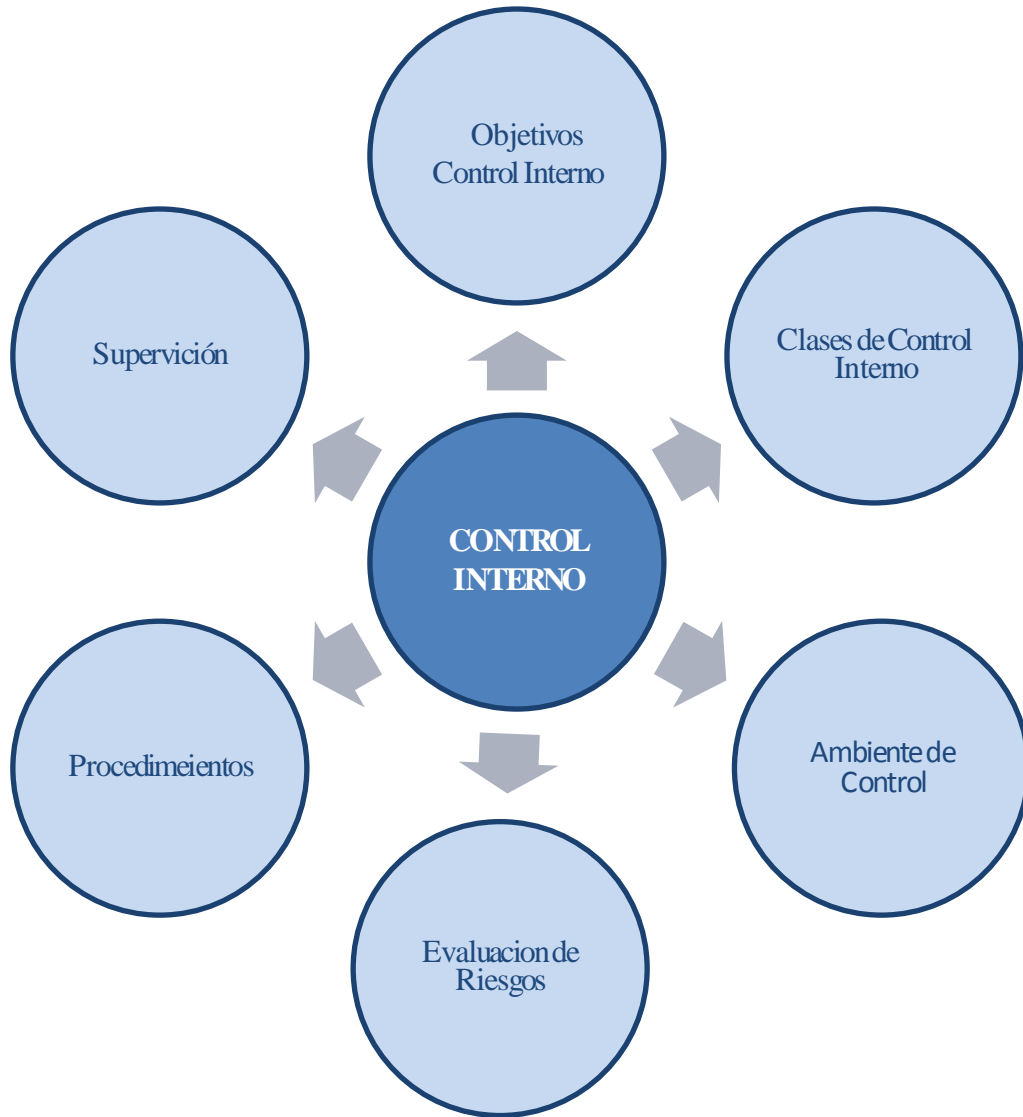 Objetivos
Control Interno
Supervición
Clases de Control
Interno
CONTROL
INTERNO
Procedimeientos
Ambiente de
Control
Evaluacion de
Riesgos